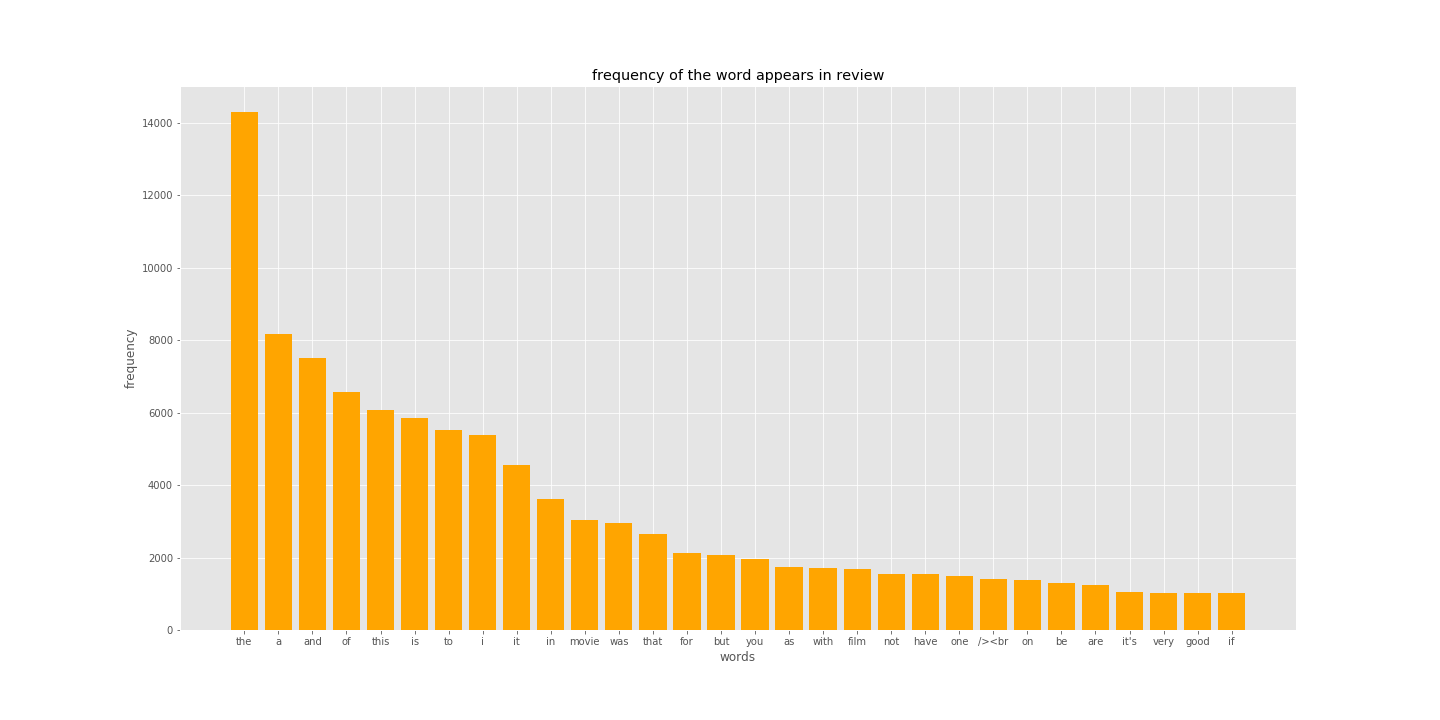 frequency of the word appears in review
14000
12000
10000
8000
6000
4000
2000
0
frequency
the a and of this is to i it in movie was that for but you as with film not have one /><br on be are it's very good if
words